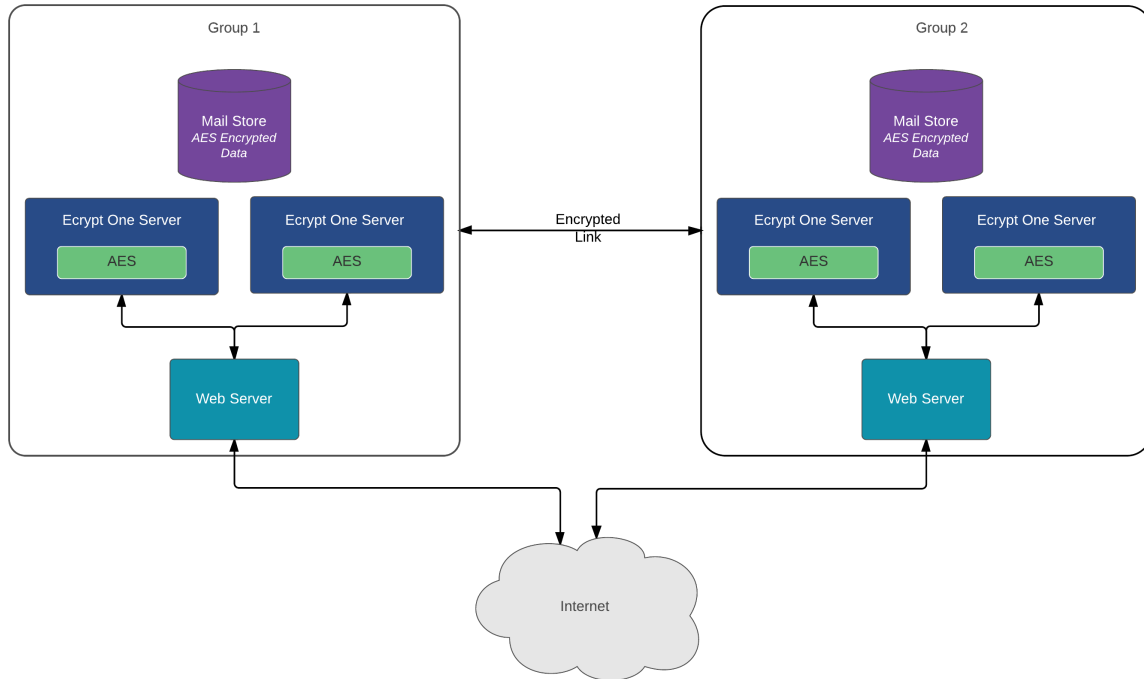 Group 1
Mail Store
AES Encrypted
Data
Ecrypt One Server
AES
Ecrypt One Server
AES
Web Server
Encrypted
Link
Group 2
Mail Store
AES Encrypted
Data
Ecrypt One Server
AES
Ecrypt One Server
AES
Web Server
Internet